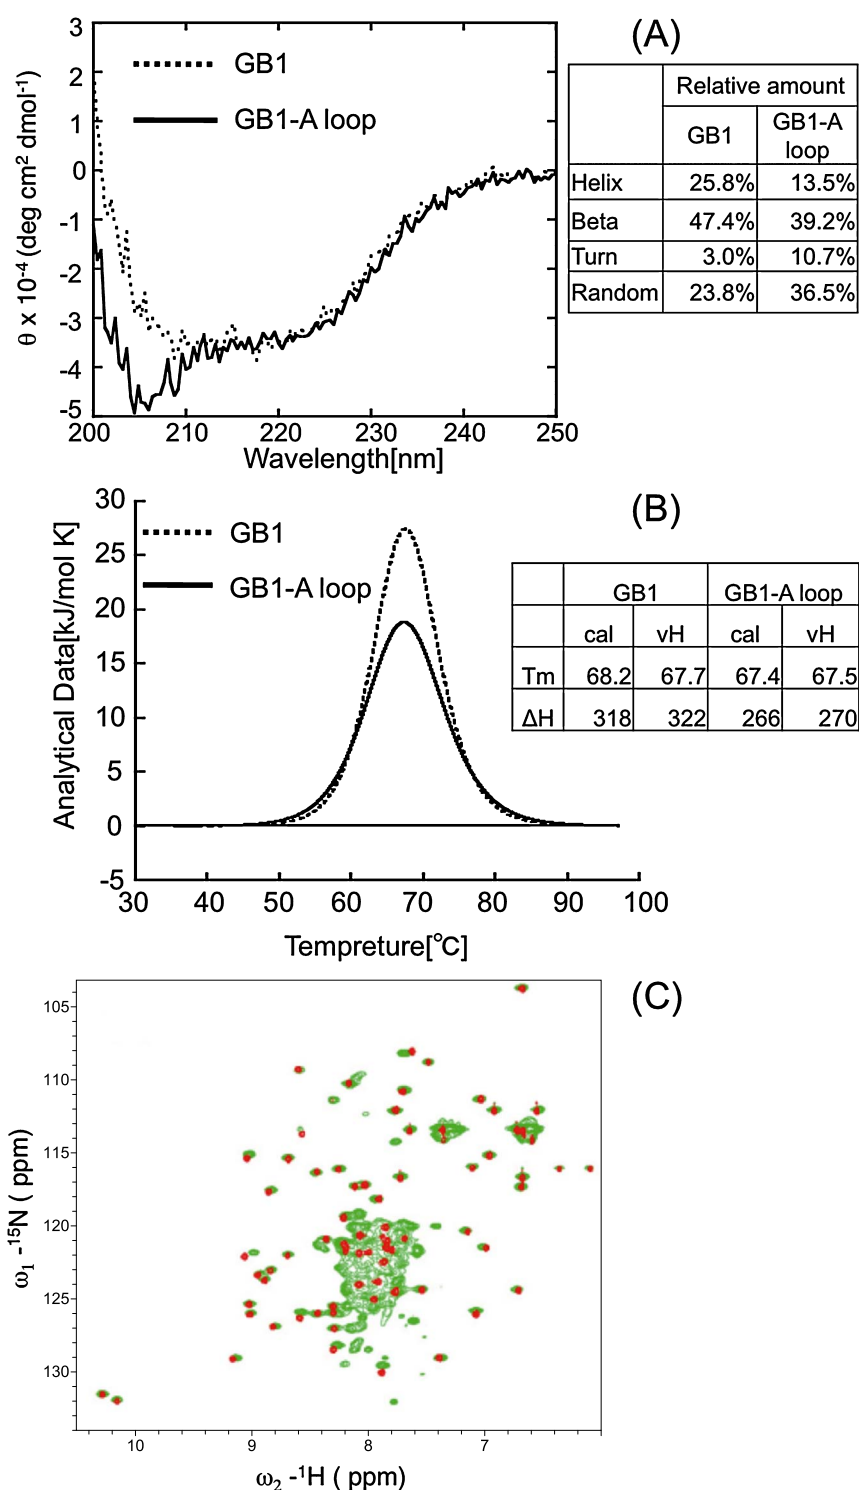 (A)
3
2
1
0
-1
-2
-3
-4
-5
θ x 10-4 (deg cm2 dmol-1)
GB1
GB1-A loop
200 210 220 230 240 250
Wavelength[nm]
Relative amount
GB1 GB1-A loop
Helix 25.8% 13.5%
Beta 47.4% 39.2%
Turn 3.0% 10.7%
Random 23.8% 36.5%
(B)
30
25
20
15
10
5
0
-5
Analytical Data[kJ/mol K]
GB1
GB1-A loop
30 40 50 60 70 80 90 100
Tempreture[°C]
GB1 GB1-A loop
cal vH cal vH
Tm 68.2 67.7 67.4 67.5
ΔH 318 322 266 270
(C)
105
110
115
120
125
130
ω1 -15N ( ppm)
10 9 8 7
ω2 -1H ( ppm)